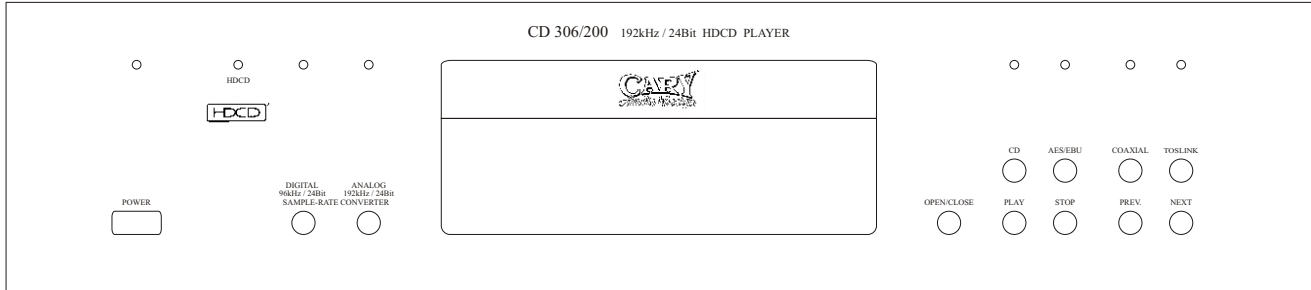 CD 306/200 192kHz / 24Bit HDCD PLAYER
HDCD
HDCD
CARY
CD AES/EBU COAXIAL TOSLINK
DIGITAL ANALOG
96kHz / 24Bit 192kHz / 24Bit
SAMPLE-RATE CONVERTER
POWER
OPEN/CLOSE PLAY STOP PREV. NEXT